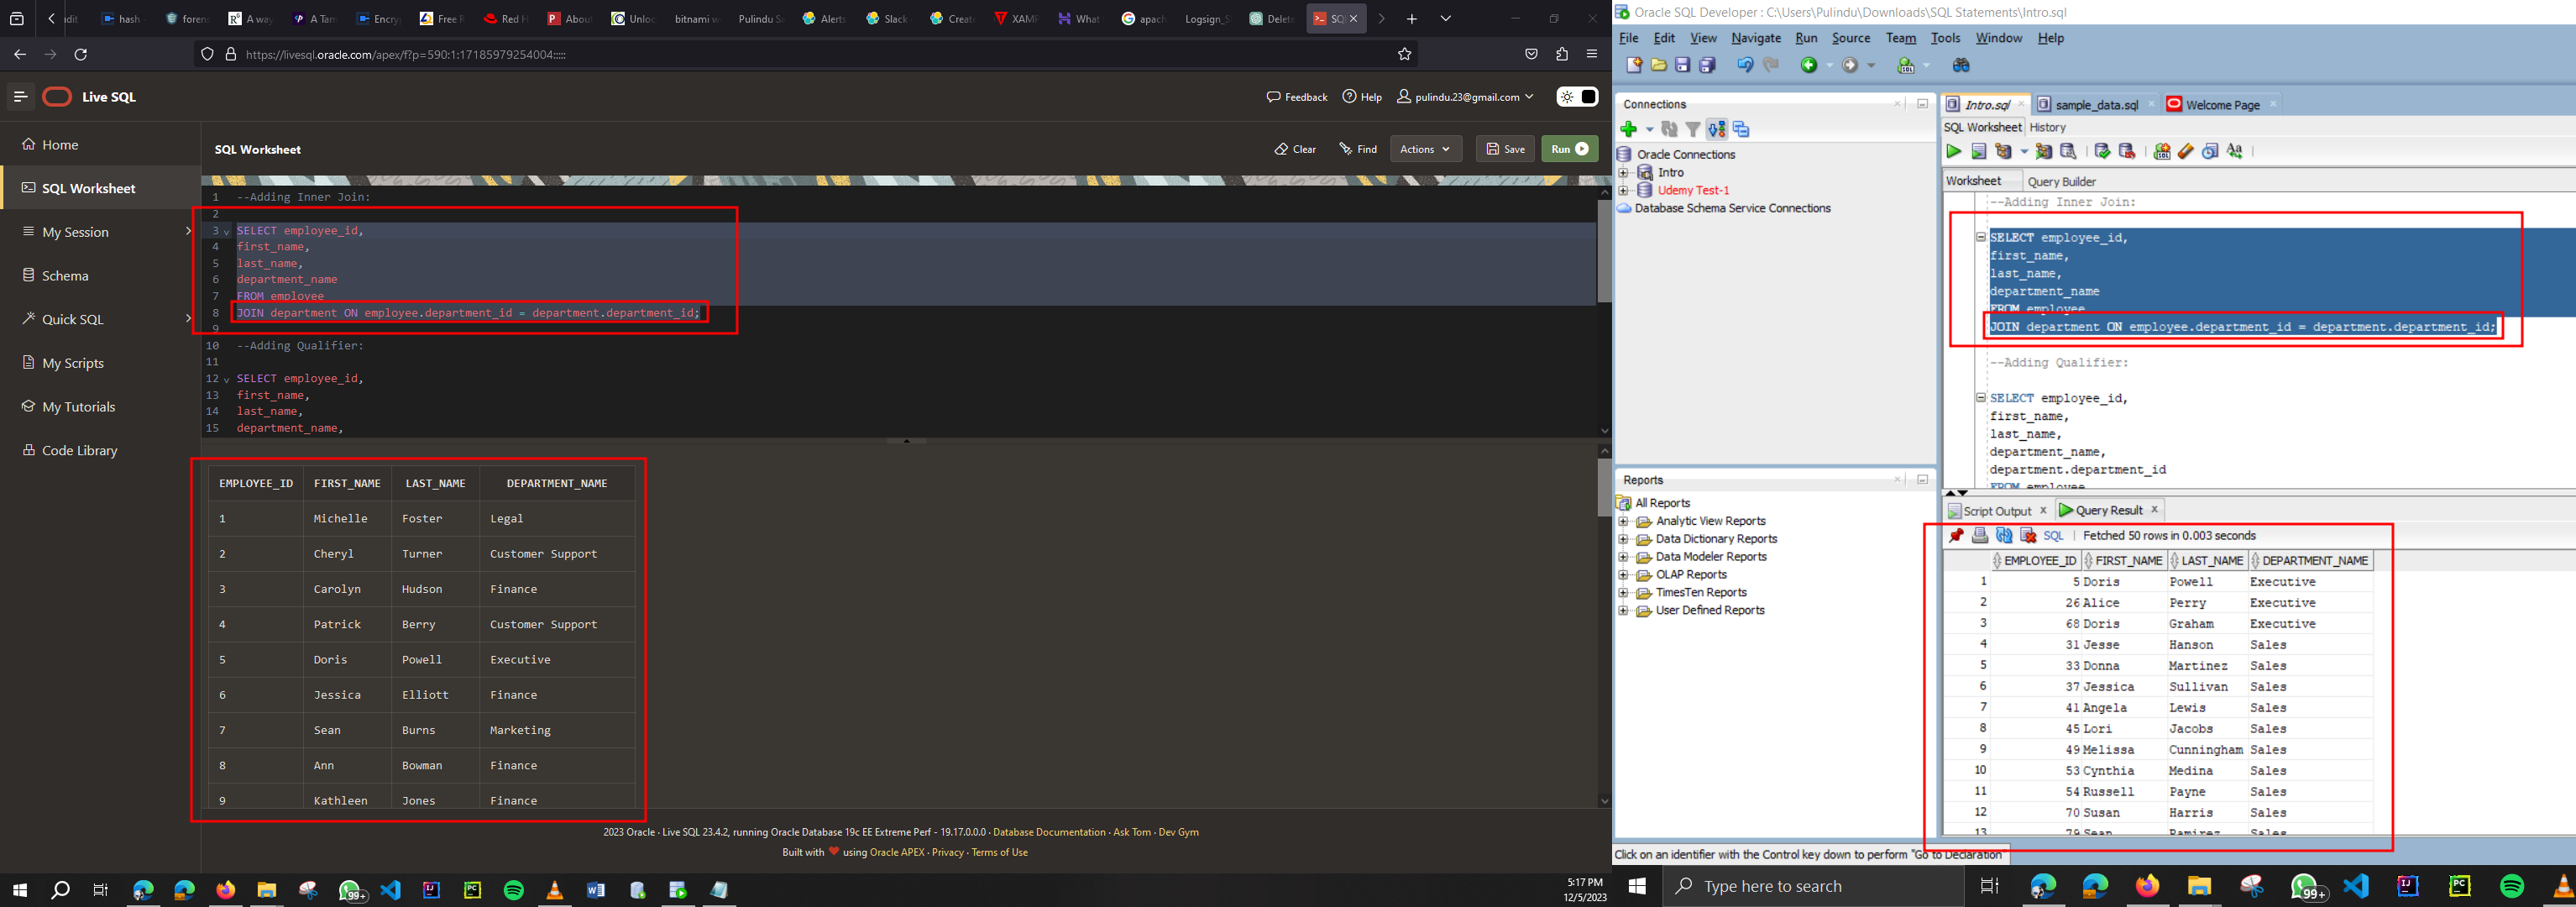 udit
hash
forens
A way
A Tam
Encry
Free R
Red H
About
Unloc
bitnami w
Pulindu S
Alerts
Slack
Creat
XAMP
What
apach
Logsign_S
Delete
SQ
https://livesql.oracle.com/apex/f?p=590:1:17185979254004:::::
Live SQL
Feedback
Help
pulindu.23@gmail.com
Home
SQL Worksheet
My Session
Schema
Quick SQL
My Scripts
My Tutorials
Code Library
SQL Worksheet
Clear
Find
Actions
Save
Run
1 --Adding Inner Join:
2
3 SELECT employee_id,
4 first_name,
5 last_name,
6 department_name
7 FROM employee
8 JOIN department ON employee.department_id = department.department_id;
9
10 --Adding Qualifier:
11
12 SELECT employee_id,
13 first_name,
14 last_name,
15 department_name,
EMPLOYEE_ID FIRST_NAME LAST_NAME DEPARTMENT_NAME
1 Michelle Foster Legal
2 Cheryl Turner Customer Support
3 Carolyn Hudson Finance
4 Patrick Berry Customer Support
5 Doris Powell Executive
6 Jessica Elliott Finance
7 Sean Burns Marketing
8 Ann Bowman Finance
9 Kathleen Jones Finance
2023 Oracle · Live SQL 23.4.2, running Oracle Database 19c EE Extreme Perf - 19.17.0.0.0 · Database Documentation · Ask Tom · Dev Gym
Built with ❤ using Oracle APEX · Privacy · Terms of Use
99+
5:17 PM
12/5/2023
Oracle SQL Developer : C:\Users\Pulindu\Downloads\SQL Statements\Intro.sql
File Edit View Navigate Run Source Team Tools Window Help
Connections
Oracle Connections
Intro
Udemy Test-1
Database Schema Service Connections
Reports
All Reports
Analytic View Reports
Data Dictionary Reports
Data Modeler Reports
OLAP Reports
TimesTen Reports
User Defined Reports
Intro.sql
sample_data.sql
Welcome Page
SQL Worksheet History
Worksheet Query Builder
--Adding Inner Join:
SELECT employee_id,
first_name,
last_name,
department_name
FROM employee
JOIN department ON employee.department_id = department.department_id;
--Adding Qualifier:
SELECT employee_id,
first_name,
last_name,
department_name,
department.department_id
FROM employee
Script Output
Query Result
SQL | Fetched 50 rows in 0.003 seconds
EMPLOYEE_ID FIRST_NAME LAST_NAME DEPARTMENT_NAME
1 5 Doris Powell Executive
2 26 Alice Perry Executive
3 68 Doris Graham Executive
4 31 Jesse Hanson Sales
5 33 Donna Martinez Sales
6 37 Jessica Sullivan Sales
7 41 Angela Lewis Sales
8 45 Lori Jacobs Sales
9 49 Melissa Cunningham Sales
10 53 Cynthia Medina Sales
11 54 Russell Payne Sales
12 70 Susan Harris Sales
13 79 Sean Ramirez Sales
Click on an identifier with the Control key down to perform "Go to Declaration"
Type here to search
99+